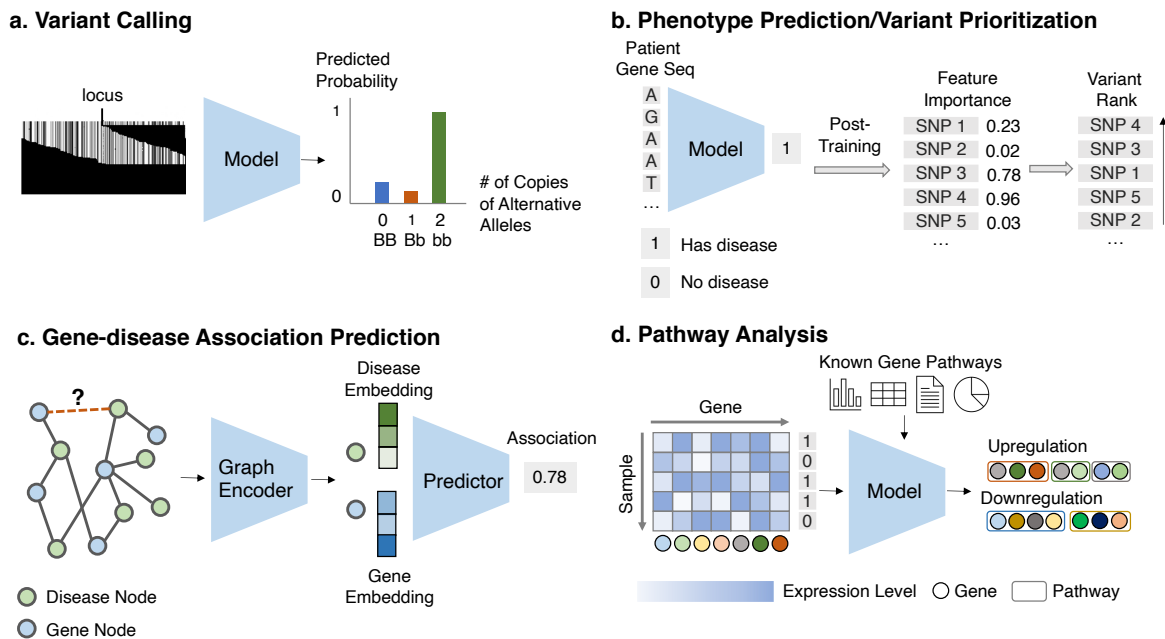 a. Variant Calling
locus
Model
Predicted
Probability
1
0
0
1
2
BB
Bb
bb
# of Copies
of Alternative
Alleles
b. Phenotype Prediction/Variant Prioritization
Patient
Gene Seq
A
G
A
A
T
...
Model
1
1 Has disease
0 No disease
Post-
Training
Feature
Importance
SNP 1 0.23
SNP 2 0.02
SNP 3 0.78
SNP 4 0.96
SNP 5 0.03
...
Variant
Rank
SNP 4
SNP 3
SNP 1
SNP 5
SNP 2
...
c. Gene-disease Association Prediction
?
Graph
Encoder
Disease
Embedding
Gene
Embedding
Predictor
Association
0.78
Disease Node
Gene Node
d. Pathway Analysis
Known Gene Pathways
Gene
Sample
1
0
1
1
0
Model
Upregulation
Downregulation
Expression Level
Gene
Pathway